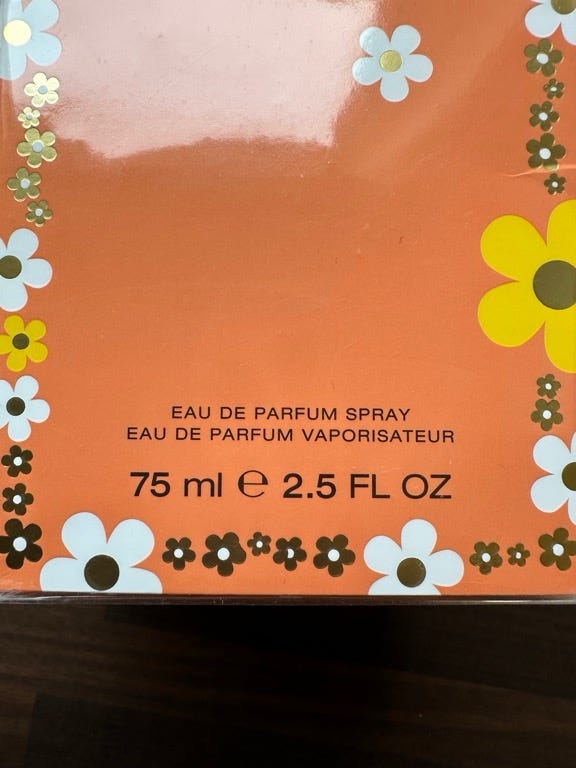 EAU DE PARFUM SPRAY
EAU DE PARFUM VAPORISATEUR
75 ml ℮ 2.5 FL OZ